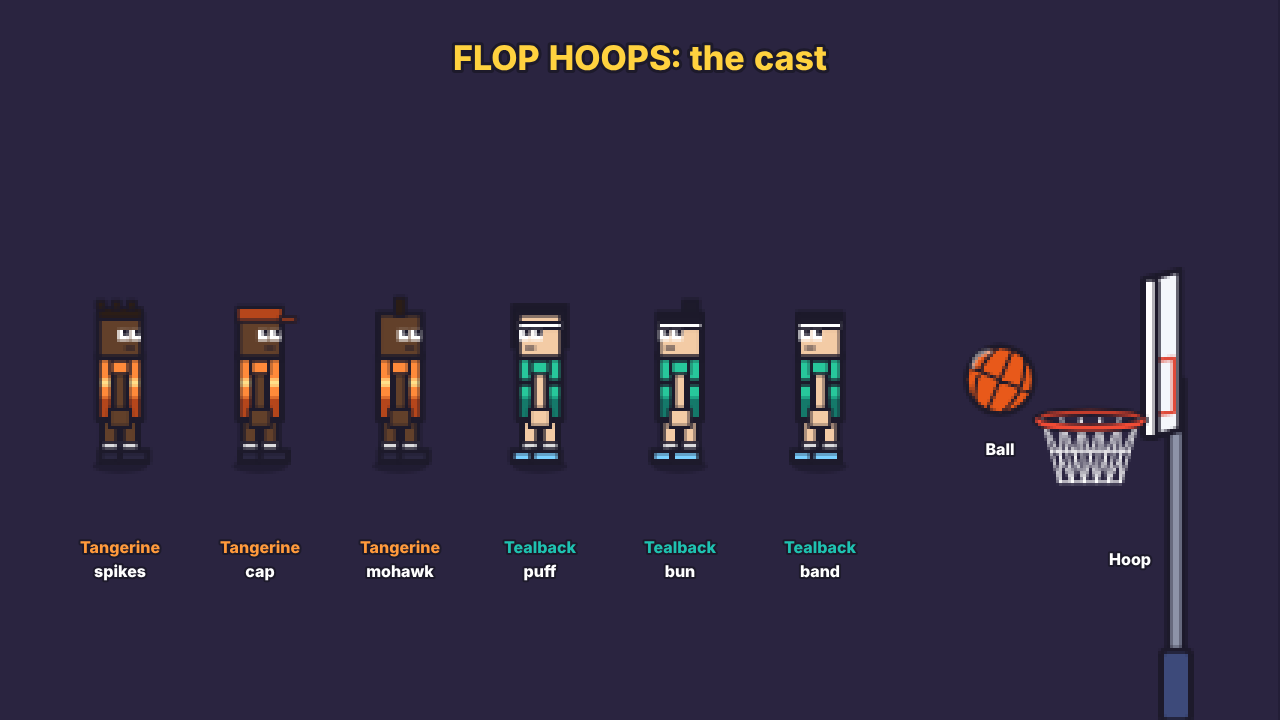 FLOP HOOPS: the cast
Tangerine
spikes
Tangerine
cap
Tangerine
mohawk
Tealback
puff
Tealback
bun
Tealback
band
Ball
Hoop